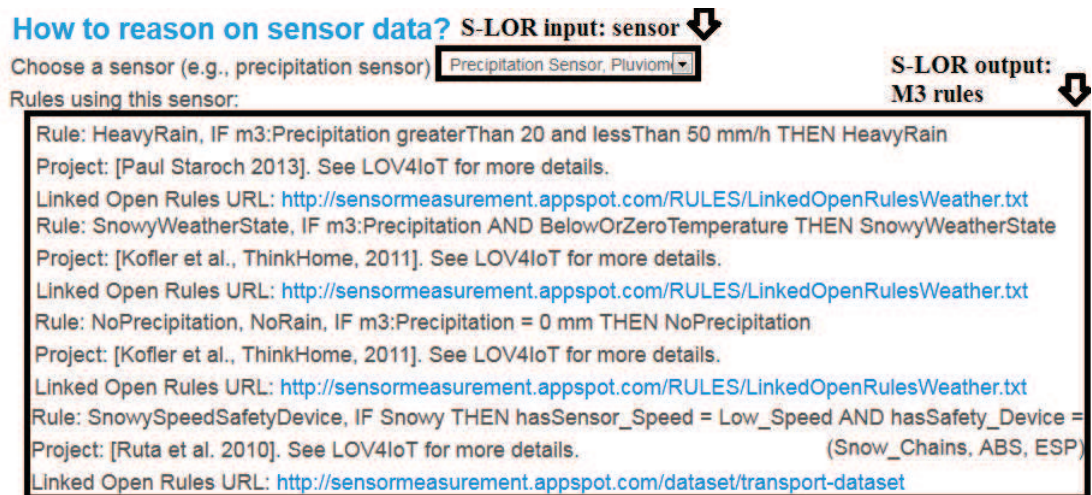 How to reason on sensor data? S-LOR input: sensor
Choose a sensor (e.g., precipitation sensor) Precipitation Sensor, Pluviom
S-LOR output:
M3 rules
Rules using this sensor:
Rule: HeavyRain, IF m3:Precipitation greaterThan 20 and lessThan 50 mm/h THEN HeavyRain
Project: [Paul Staroch 2013]. See LOV4IoT for more details.
Linked Open Rules URL: http://sensormeasurement.appspot.com/RULES/LinkedOpenRulesWeather.txt
Rule: SnowyWeatherState, IF m3:Precipitation AND BelowOrZeroTemperature THEN SnowyWeatherState
Project: [Kofler et al., ThinkHome, 2011]. See LOV4IoT for more details.
Linked Open Rules URL: http://sensormeasurement.appspot.com/RULES/LinkedOpenRulesWeather.txt
Rule: NoPrecipitation, NoRain, IF m3:Precipitation = 0 mm THEN NoPrecipitation
Project: [Kofler et al., ThinkHome, 2011]. See LOV4IoT for more details.
Linked Open Rules URL: http://sensormeasurement.appspot.com/RULES/LinkedOpenRulesWeather.txt
Rule: SnowySpeedSafetyDevice, IF Snowy THEN hasSensor_Speed = Low_Speed AND hasSafety_Device =
(Snow_Chains, ABS, ESP)
Project: [Ruta et al. 2010]. See LOV4IoT for more details.
Linked Open Rules URL: http://sensormeasurement.appspot.com/dataset/transport-dataset